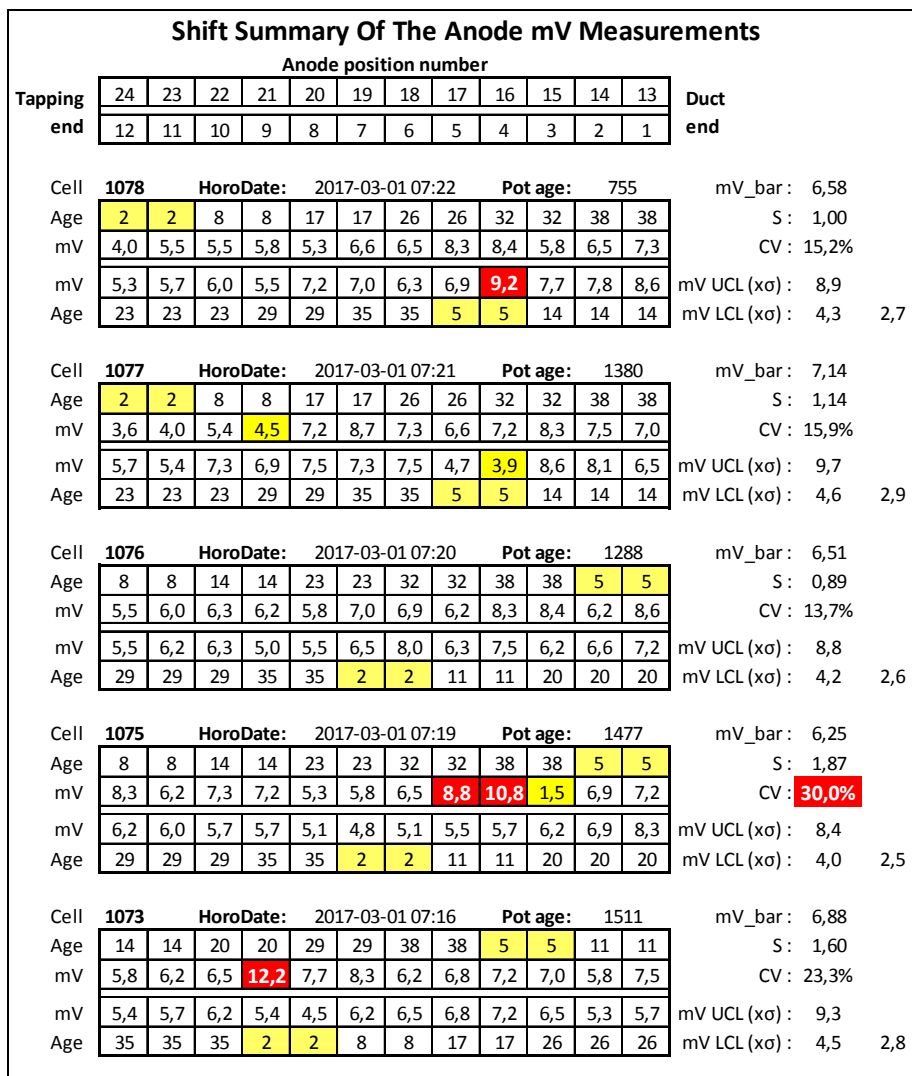 Shift Summary Of The Anode mV Measurements
Anode position number
Tapping 24 23 22 21 20 19 18 17 16 15 14 13 Duct
end 12 11 10 9 8 7 6 5 4 3 2 1 end
Cell 1078 HoroDate: 2017-03-01 07:22 Pot age: 755 mV_bar : 6,58
Age 2 2 8 8 17 17 26 26 32 32 38 38 S : 1,00
mV 4,0 5,5 5,5 5,8 5,3 6,6 6,5 8,3 8,4 5,8 6,5 7,3 CV : 15,2%
mV 5,3 5,7 6,0 5,5 7,2 7,0 6,3 6,9 9,2 7,7 7,8 8,6 mV UCL (xσ) : 8,9
Age 23 23 23 29 29 35 35 5 5 14 14 14 mV LCL (xσ) : 4,3 2,7
Cell 1077 HoroDate: 2017-03-01 07:21 Pot age: 1380 mV_bar : 7,14
Age 2 2 8 8 17 17 26 26 32 32 38 38 S : 1,14
mV 3,6 4,0 5,4 4,5 7,2 8,7 7,3 6,6 7,2 8,3 7,5 7,0 CV : 15,9%
mV 5,7 5,4 7,3 6,9 7,5 7,3 7,5 4,7 3,9 8,6 8,1 6,5 mV UCL (xσ) : 9,7
Age 23 23 23 29 29 35 35 5 5 14 14 14 mV LCL (xσ) : 4,6 2,9
Cell 1076 HoroDate: 2017-03-01 07:20 Pot age: 1288 mV_bar : 6,51
Age 8 8 14 14 23 23 32 32 38 38 5 5 S : 0,89
mV 5,5 6,0 6,3 6,2 5,8 7,0 6,9 6,2 8,3 8,4 6,2 8,6 CV : 13,7%
mV 5,5 6,2 6,3 5,0 5,5 6,5 8,0 6,3 7,5 6,2 6,6 7,2 mV UCL (xσ) : 8,8
Age 29 29 29 35 35 2 2 11 11 20 20 20 mV LCL (xσ) : 4,2 2,6
Cell 1075 HoroDate: 2017-03-01 07:19 Pot age: 1477 mV_bar : 6,25
Age 8 8 14 14 23 23 32 32 38 38 5 5 S : 1,87
mV 8,3 6,2 7,3 7,2 5,3 5,8 6,5 8,8 10,8 1,5 6,9 7,2 CV : 30,0%
mV 6,2 6,0 5,7 5,7 5,1 4,8 5,1 5,5 5,7 6,2 6,9 8,3 mV UCL (xσ) : 8,4
Age 29 29 29 35 35 2 2 11 11 20 20 20 mV LCL (xσ) : 4,0 2,5
Cell 1073 HoroDate: 2017-03-01 07:16 Pot age: 1511 mV_bar : 6,88
Age 14 14 20 20 29 29 38 38 5 5 11 11 S : 1,60
mV 5,8 6,2 6,5 12,2 7,7 8,3 6,2 6,8 7,2 7,0 5,8 7,5 CV : 23,3%
mV 5,4 5,7 6,2 5,4 4,5 6,2 6,5 6,8 7,2 6,5 5,3 5,7 mV UCL (xσ) : 9,3
Age 35 35 35 2 2 8 8 17 17 26 26 26 mV LCL (xσ) : 4,5 2,8